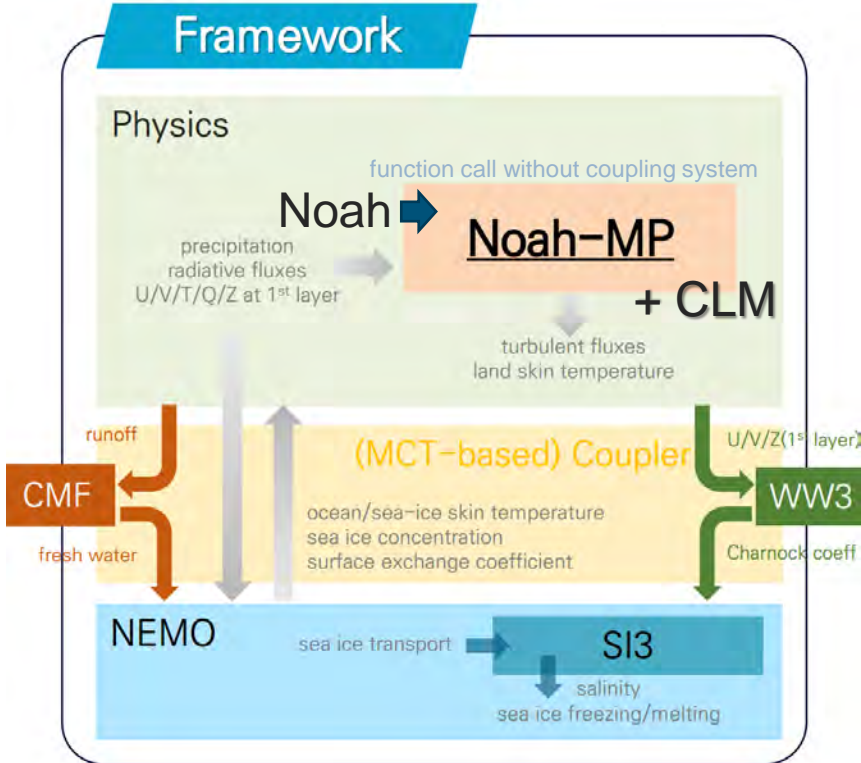 Framework
Physics
function call without coupling system
Noah
Noah-MP
+ CLM
precipitation
radiative fluxes
U/V/T/Q/Z at 1st layer
turbulent fluxes
land skin temperature
runoff
(MCT-based) Coupler
U/V/Z(1st layer)
CMF
WW3
ocean/sea-ice skin temperature
sea ice concentration
surface exchange coefficient
fresh water
Charnock coeff
NEMO
sea ice transport
SI3
salinity
sea ice freezing/melting